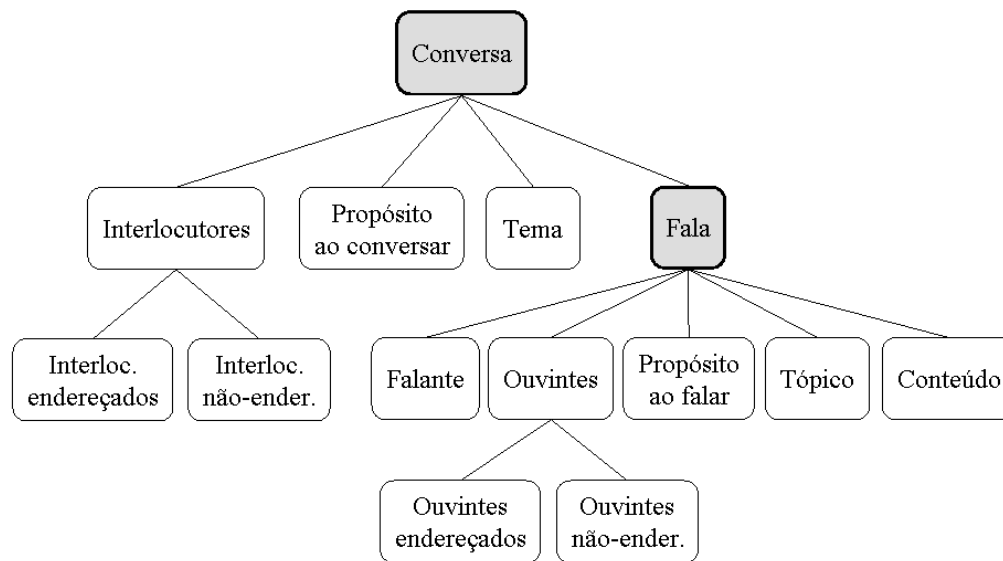 Conversa
Interlocutores
Propósito
ao conversar
Tema
Fala
Interloc.
endereçados
Interloc.
não-ender.
Falante
Ouvintes
Propósito
ao falar
Tópico
Conteúdo
Ouvintes
endereçados
Ouvintes
não-ender.